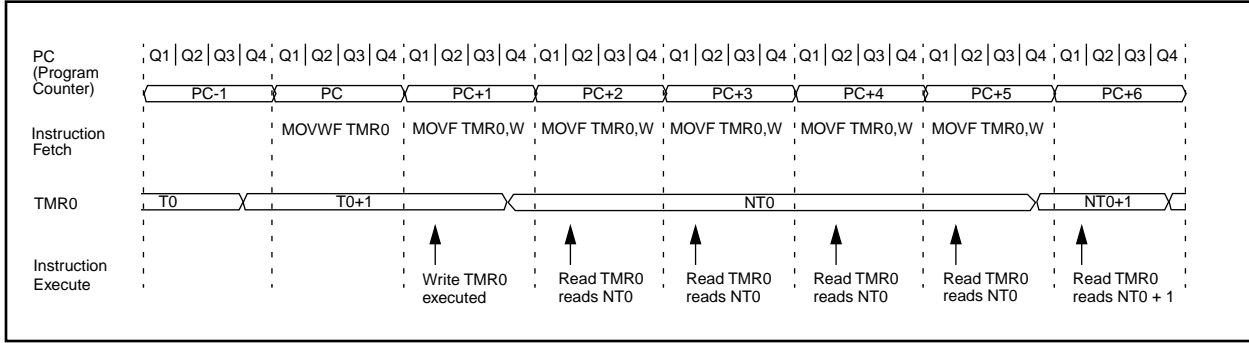 PC
(Program
Counter)
Q1 Q2 Q3 Q4 Q1 Q2 Q3 Q4 Q1 Q2 Q3 Q4 Q1 Q2 Q3 Q4 Q1 Q2 Q3 Q4 Q1 Q2 Q3 Q4 Q1 Q2 Q3 Q4 Q1 Q2 Q3 Q4
PC-1 PC PC+1 PC+2 PC+3 PC+4 PC+5 PC+6
Instruction
Fetch
MOVWF TMR0 MOVF TMR0,W MOVF TMR0,W MOVF TMR0,W MOVF TMR0,W MOVF TMR0,W
TMR0
T0 T0+1 NT0 NT0+1
Instruction
Execute
Write TMR0
executed
Read TMR0
reads NT0
Read TMR0
reads NT0
Read TMR0
reads NT0
Read TMR0
reads NT0
Read TMR0
reads NT0 + 1